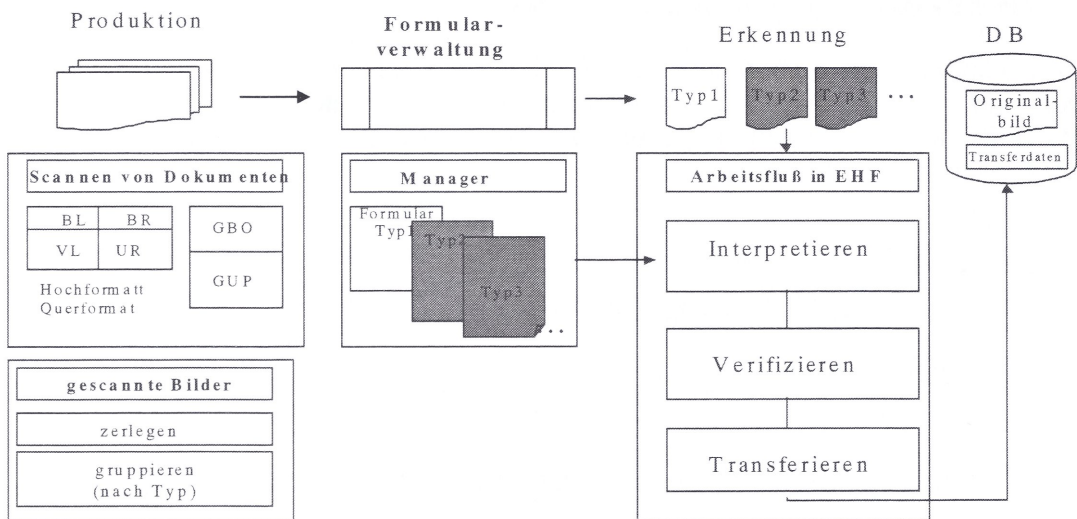 Produktion
Formular-
verwaltung
Erkennung
DB
Typ1
Typ2
Typ3
...
Original-
bild
Transferdaten
Scannen von Dokumenten
BL BR
VL UR
GBO
GUP
Hochformatt
Querformat
Manager
Formular
Typ1
Typ2
Typ3
...
Arbeitsfluß in EHF
Interpretieren
Verifizieren
Transferieren
gescannte Bilder
zerlegen
gruppieren
(nach Typ)